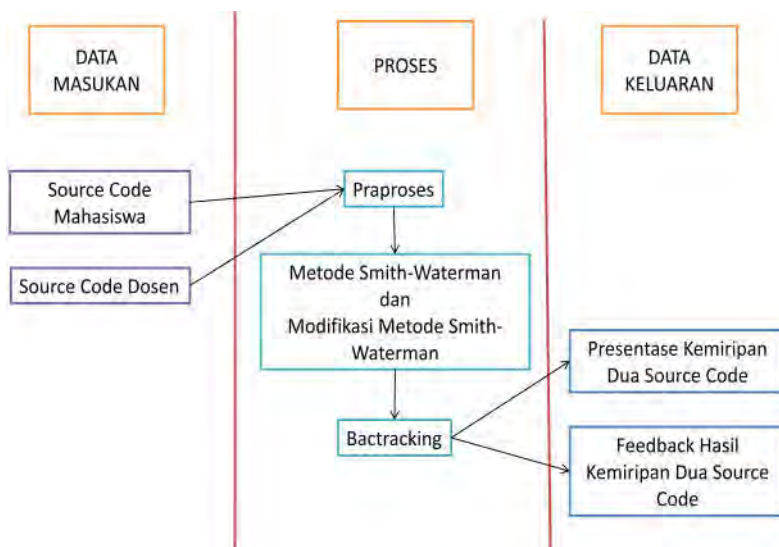 DATA
MASUKAN
PROSES
DATA
KELUARAN
Source Code
Mahasiswa
Source Code Dosen
Praproses
Metode Smith-Waterman
dan
Modifikasi Metode Smith-
Waterman
Bactracking
Presentase Kemiripan
Dua Source Code
Feedback Hasil
Kemiripan Dua Source
Code